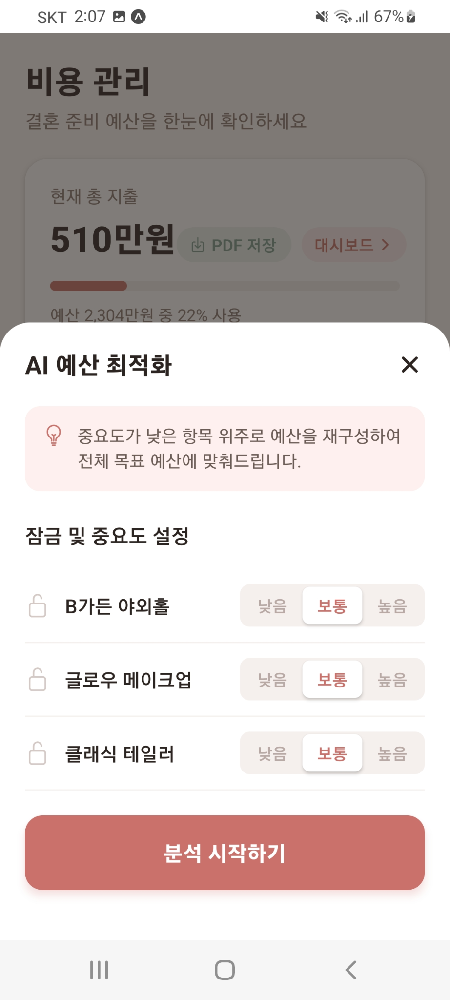 SKT 2:07 67%
비용 관리
결혼 준비 예산을 한눈에 확인하세요
현재 총 지출
510만원
PDF 저장
대시보드
예산 2,304만원 중 22% 사용
AI 예산 최적화
중요도가 낮은 항목 위주로 예산을 재구성하여
전체 목표 예산에 맞춰드립니다.
잠금 및 중요도 설정
B가든 야외홀 낮음 보통 높음
글로우 메이크업 낮음 보통 높음
클래식 테일러 낮음 보통 높음
분석 시작하기